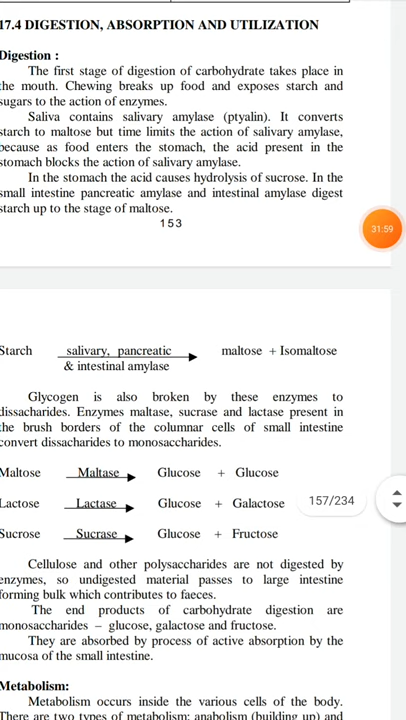 17.4 DIGESTION, ABSORPTION AND UTILIZATION
Digestion :
The first stage of digestion of carbohydrate takes place in
the mouth. Chewing breaks up food and exposes starch and
sugars to the action of enzymes.
Saliva contains salivary amylase (ptyalin). It converts
starch to maltose but time limits the action of salivary amylase,
because as food enters the stomach, the acid present in the
stomach blocks the action of salivary amylase.
In the stomach the acid causes hydrolysis of sucrose. In the
small intestine pancreatic amylase and intestinal amylase digest
starch up to the stage of maltose.
153
31:59
Starch salivary, pancreatic maltose + Isomaltose
& intestinal amylase
Glycogen is also broken by these enzymes to
dissacharides. Enzymes maltase, sucrase and lactase present in
the brush borders of the columnar cells of small intestine
convert dissacharides to monosaccharides.
Maltose Maltase Glucose + Glucose
Lactose Lactase Glucose + Galactose
157/234
Sucrose Sucrase Glucose + Fructose
Cellulose and other polysaccharides are not digested by
enzymes, so undigested material passes to large intestine
forming bulk which contributes to faeces.
The end products of carbohydrate digestion are
monosaccharides – glucose, galactose and fructose.
They are absorbed by process of active absorption by the
mucosa of the small intestine.
Metabolism:
Metabolism occurs inside the various cells of the body.
There are two types of metabolism: anabolism (building up) and